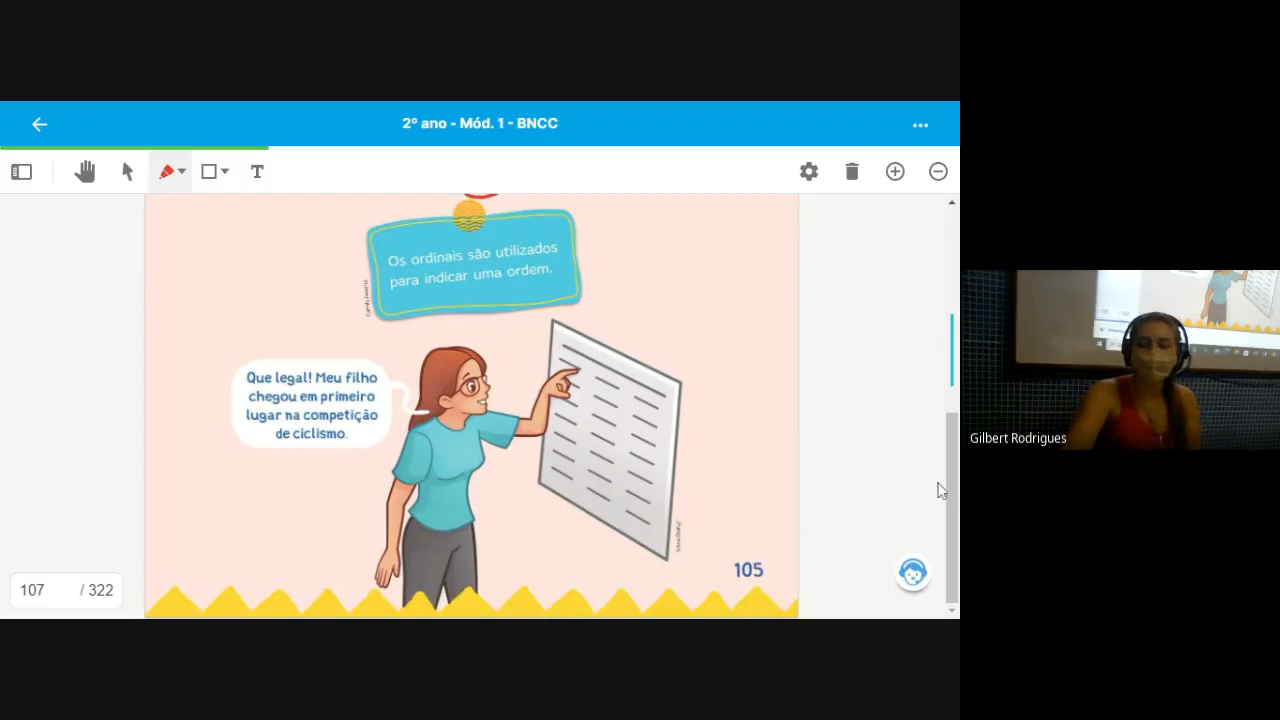 2º ano - Mód. 1 - BNCC
T
Os ordinais são utilizados
para indicar uma ordem.
Que legal! Meu filho
chegou em primeiro
lugar na competição
de ciclismo.
105
107 / 322
Gilbert Rodrigues